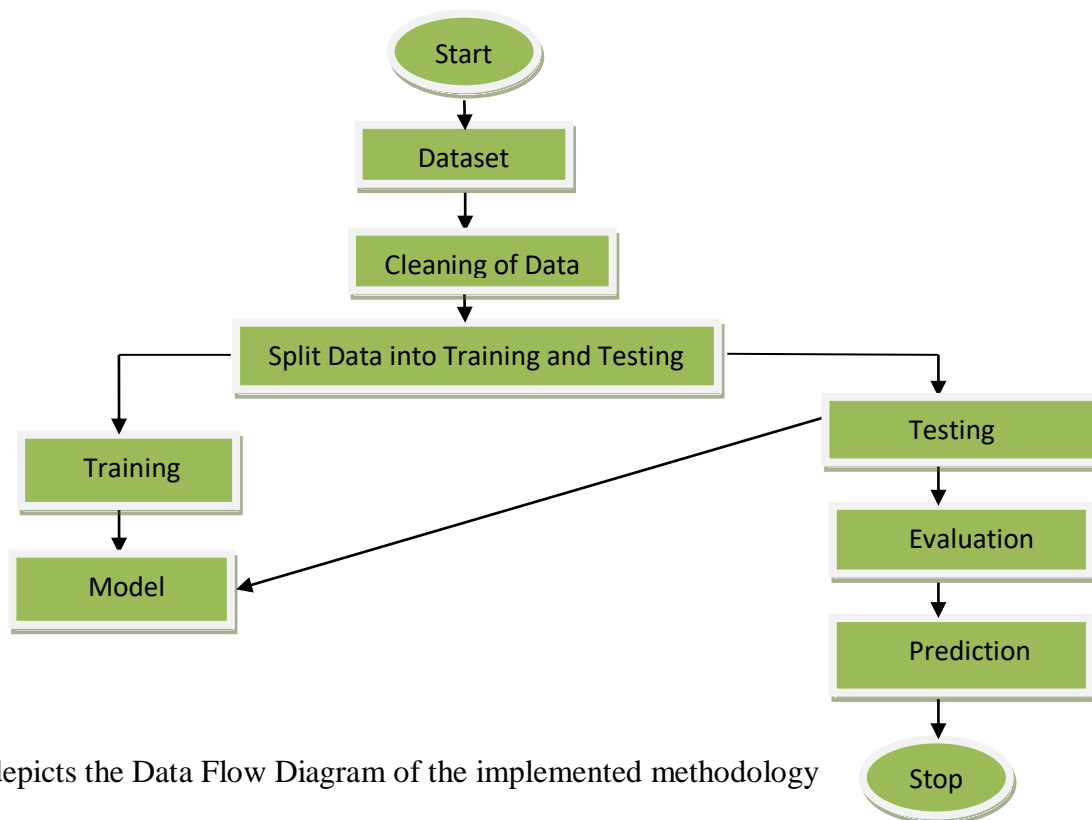 Start
Dataset
Cleaning of Data
Split Data into Training and Testing
Training
Testing
Model
Evaluation
Prediction
Stop
depicts the Data Flow Diagram of the implemented methodology